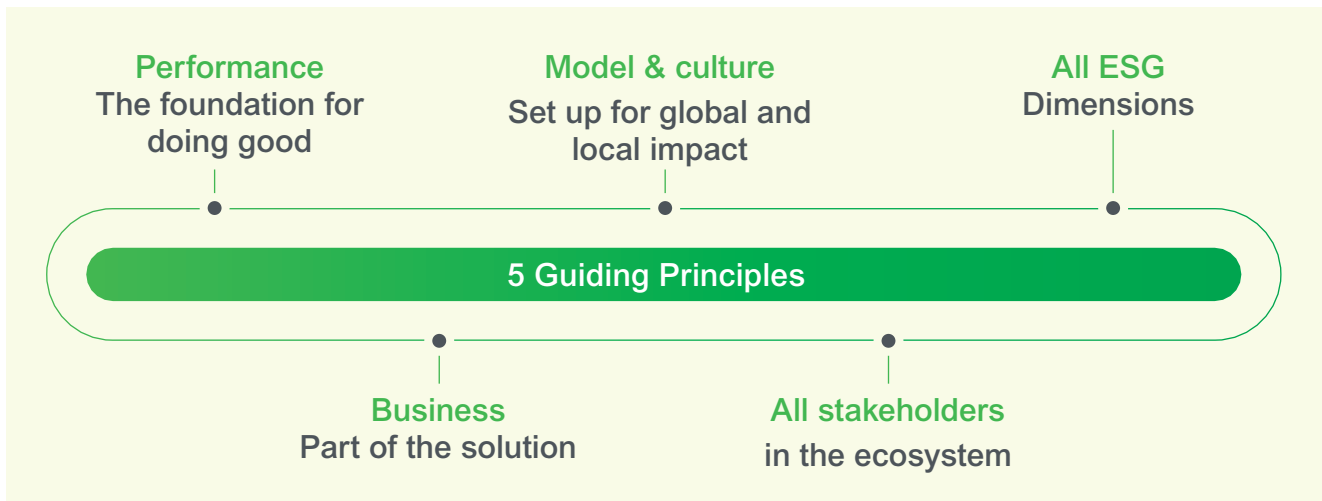 Performance
The foundation for
doing good
Model & culture
Set up for global and
local impact
All ESG
Dimensions
5 Guiding Principles
Business
Part of the solution
All stakeholders
in the ecosystem